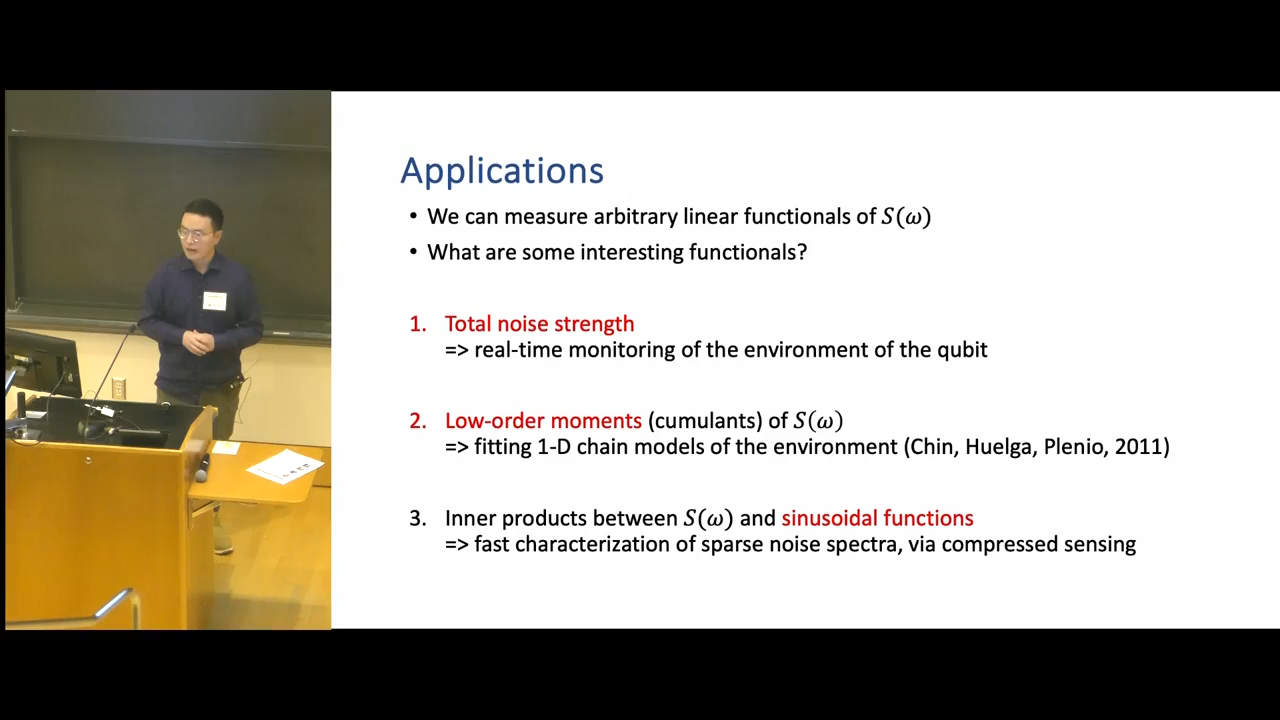 Applications
• We can measure arbitrary linear functionals of S(ω)
• What are some interesting functionals?
1. Total noise strength
=> real-time monitoring of the environment of the qubit
2. Low-order moments (cumulants) of S(ω)
=> fitting 1-D chain models of the environment (Chin, Huelga, Plenio, 2011)
3. Inner products between S(ω) and sinusoidal functions
=> fast characterization of sparse noise spectra, via compressed sensing